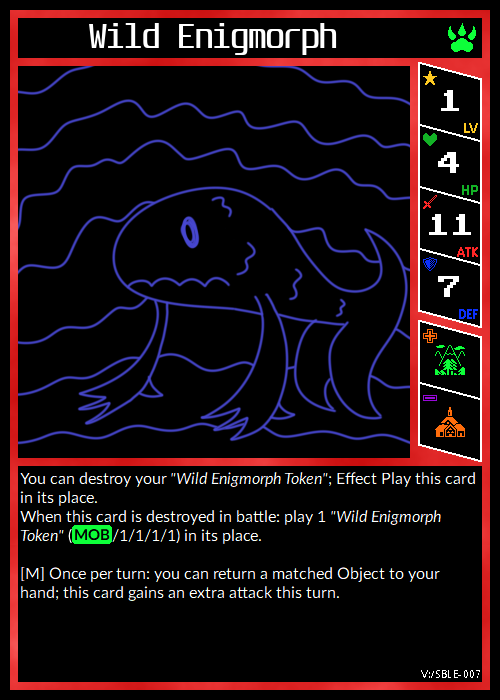 Wild Enigmorph
1
LV
4
HP
11
ATK
7
DEF
You can destroy your "Wild Enigmorph Token"; Effect Play this card
in its place.
When this card is destroyed in battle: play 1 "Wild Enigmorph
Token" (MOB/1/1/1/1) in its place.
[M] Once per turn: you can return a matched Object to your
hand; this card gains an extra attack this turn.
V:/SBLE-007